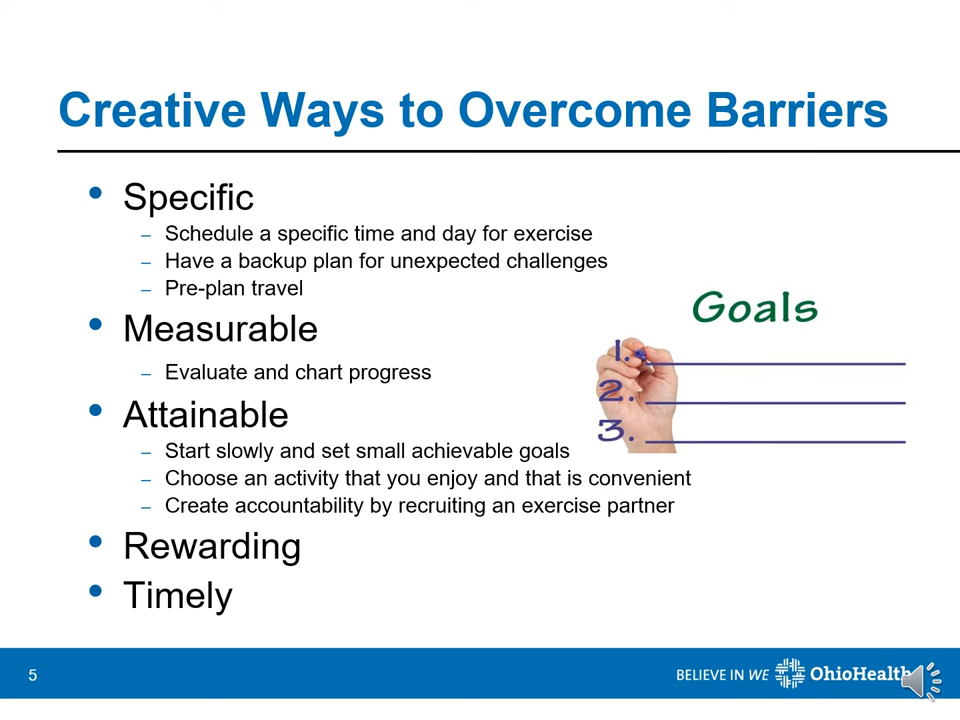 Creative Ways to Overcome Barriers
• Specific
– Schedule a specific time and day for exercise
– Have a backup plan for unexpected challenges
– Pre-plan travel
• Measurable
– Evaluate and chart progress
• Attainable
– Start slowly and set small achievable goals
– Choose an activity that you enjoy and that is convenient
– Create accountability by recruiting an exercise partner
• Rewarding
• Timely
Goals
1.
2.
3.
5
BELIEVE IN WE OhioHealth